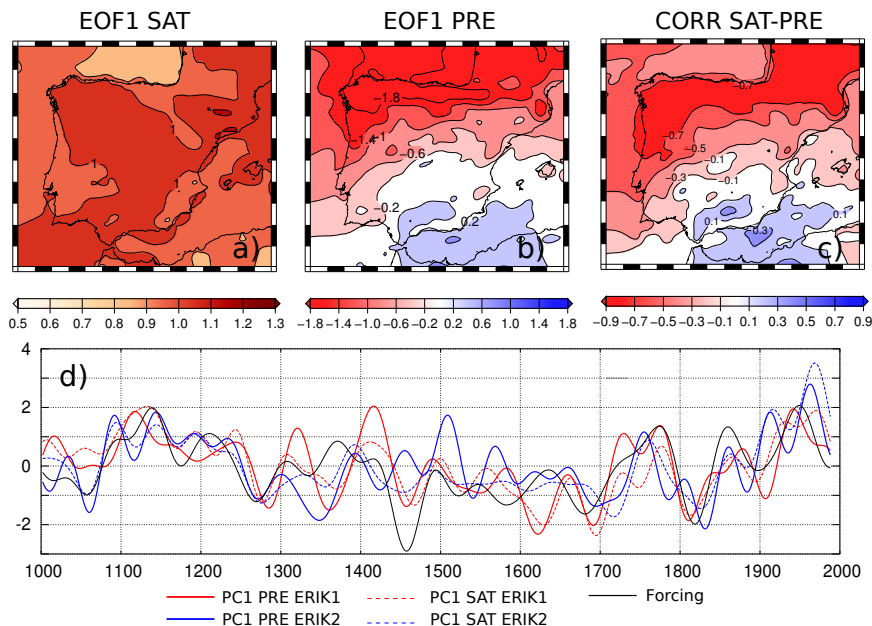 EOF1 SAT
EOF1 PRE
CORR SAT-PRE
1
1
1
a)
−1.8
−1.4
−1
−0.6
−0.2
0.2
b)
−0.7
−0.7
−0.5
−0.1
−0.3
−0.1
0.1
0.1
−0.3
c)
0.5 0.6 0.7 0.8 0.9 1.1 1.2 1.3
−1.8 −1.4 −1.0 −0.6 −0.2 0.2 0.6 1.0 1.4 1.8
−0.9 −0.7 −0.5 −0.3 −0.1 0.1 0.3 0.5 0.7 0.9
d)
4
2
0
-2
1000 1100 1200 1300 1400 1500 1600 1700 1800 1900 2000
PC1 PRE ERIK1 PC1 SAT ERIK1 Forcing
PC1 PRE ERIK2 PC1 SAT ERIK2